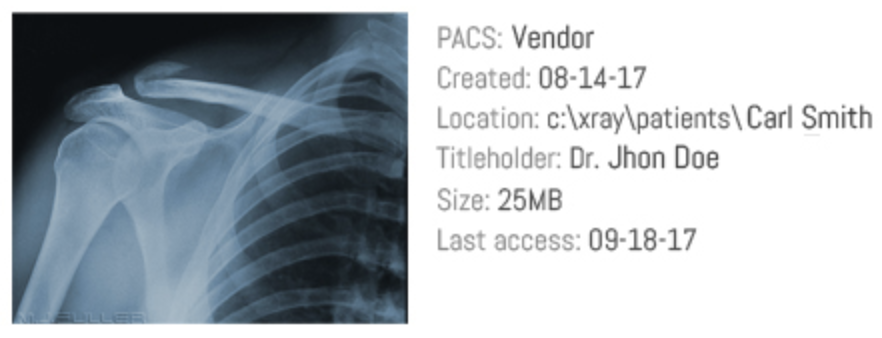 PACS: Vendor
Created: 08-14-17
Location: c:\xray\patients\Carl Smith
Titleholder: Dr. Jhon Doe
Size: 25MB
Last access: 09-18-17
M.J.FULLER